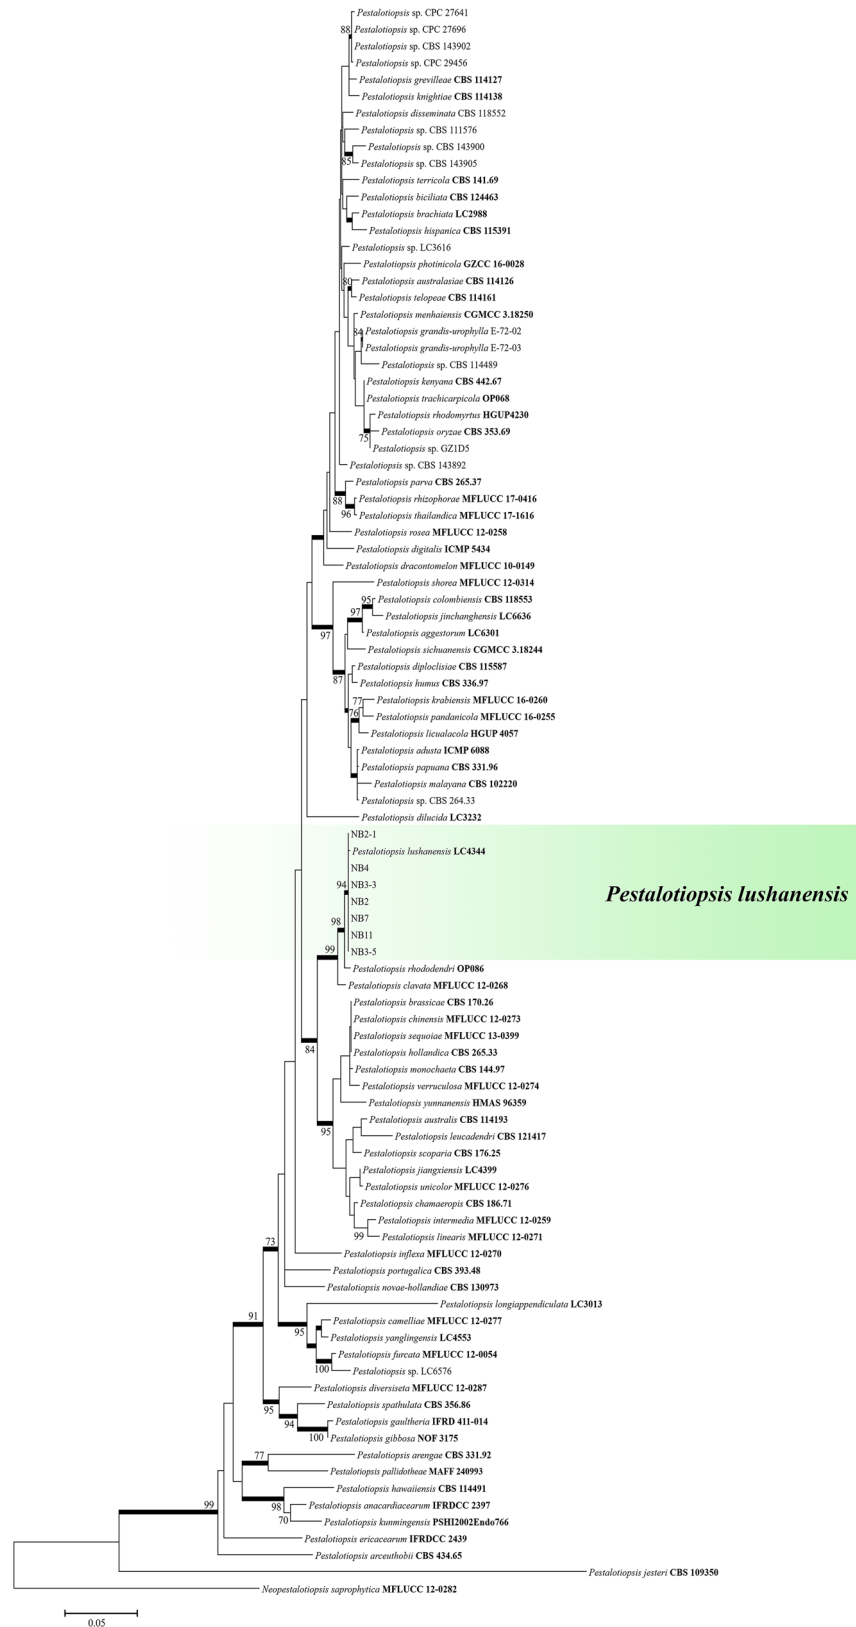 Pestalotiopsis sp. CPC 27641
88
Pestalotiopsis sp. CPC 27696
Pestalotiopsis sp. CBS 143902
Pestalotiopsis sp. CPC 29456
Pestalotiopsis grevilleae CBS 114127
Pestalotiopsis knightiae CBS 114138
Pestalotiopsis disseminata CBS 118552
Pestalotiopsis sp. CBS 111576
Pestalotiopsis sp. CBS 143900
85
Pestalotiopsis sp. CBS 143905
Pestalotiopsis terricola CBS 141.69
Pestalotiopsis biciliata CBS 124463
Pestalotiopsis brachiata LC2988
Pestalotiopsis hispanica CBS 115391
Pestalotiopsis sp. LC3616
Pestalotiopsis photinicola GZCC 16-0028
80
Pestalotiopsis australasiae CBS 114126
Pestalotiopsis telopeae CBS 114161
Pestalotiopsis menhaiensis CGMCC 3.18250
84
Pestalotiopsis grandis-urophylla E-72-02
Pestalotiopsis grandis-urophylla E-72-03
Pestalotiopsis sp. CBS 114489
Pestalotiopsis kenyana CBS 442.67
Pestalotiopsis trachicarpicola OP068
Pestalotiopsis rhodomyrtus HGUP4230
Pestalotiopsis oryzae CBS 353.69
75
Pestalotiopsis sp. GZ1D5
Pestalotiopsis sp. CBS 143892
Pestalotiopsis parva CBS 265.37
88
Pestalotiopsis rhizophorae MFLUCC 17-0416
96
Pestalotiopsis thailandica MFLUCC 17-1616
Pestalotiopsis rosea MFLUCC 12-0258
Pestalotiopsis digitalis ICMP 5434
Pestalotiopsis dracontomelon MFLUCC 10-0149
Pestalotiopsis shorea MFLUCC 12-0314
95
Pestalotiopsis colombiensis CBS 118553
97
Pestalotiopsis jinchanghensis LC6636
97
Pestalotiopsis aggestorum LC6301
Pestalotiopsis sichuanensis CGMCC 3.18244
Pestalotiopsis diploclisiae CBS 115587
87
Pestalotiopsis humus CBS 336.97
77
Pestalotiopsis krabiensis MFLUCC 16-0260
76
Pestalotiopsis pandanicola MFLUCC 16-0255
Pestalotiopsis licualacola HGUP 4057
Pestalotiopsis adusta ICMP 6088
Pestalotiopsis papuana CBS 331.96
Pestalotiopsis malayana CBS 102220
Pestalotiopsis sp. CBS 264.33
Pestalotiopsis dilucida LC3232
NB2-1
Pestalotiopsis lushanensis LC4344
NB4
94
NB3-3
Pestalotiopsis lushanensis
NB2
98
NB7
NB11
99
NB3-5
Pestalotiopsis rhododendri OP086
Pestalotiopsis clavata MFLUCC 12-0268
Pestalotiopsis brassicae CBS 170.26
Pestalotiopsis chinensis MFLUCC 12-0273
Pestalotiopsis sequoiae MFLUCC 13-0399
84
Pestalotiopsis hollandica CBS 265.33
Pestalotiopsis monochaeta CBS 144.97
Pestalotiopsis verruculosa MFLUCC 12-0274
Pestalotiopsis yunnanensis HMAS 96359
Pestalotiopsis australis CBS 114193
95
Pestalotiopsis leucadendri CBS 121417
Pestalotiopsis scoparia CBS 176.25
Pestalotiopsis jiangxiensis LC4399
Pestalotiopsis unicolor MFLUCC 12-0276
Pestalotiopsis chamaeropis CBS 186.71
Pestalotiopsis intermedia MFLUCC 12-0259
99
Pestalotiopsis linearis MFLUCC 12-0271
73
Pestalotiopsis inflexa MFLUCC 12-0270
Pestalotiopsis portugalica CBS 393.48
Pestalotiopsis novae-hollandiae CBS 130973
Pestalotiopsis longiappendiculata LC3013
91
Pestalotiopsis camelliae MFLUCC 12-0277
95
Pestalotiopsis yanglingensis LC4553
Pestalotiopsis furcata MFLUCC 12-0054
100
Pestalotiopsis sp. LC6576
Pestalotiopsis diversiseta MFLUCC 12-0287
95
Pestalotiopsis spathulata CBS 356.86
94
Pestalotiopsis gaultheria IFRD 411-014
100
Pestalotiopsis gibbosa NOF 3175
77
Pestalotiopsis arengae CBS 331.92
Pestalotiopsis pallidotheae MAFF 240993
Pestalotiopsis hawaiiensis CBS 114491
99
98
Pestalotiopsis anacardiacearum IFRDCC 2397
70
Pestalotiopsis kunmingensis PSHI2002Endo766
Pestalotiopsis ericacearum IFRDCC 2439
Pestalotiopsis arceuthobii CBS 434.65
Pestalotiopsis jesteri CBS 109350
Neopestalotiopsis saprophytica MFLUCC 12-0282
0.05